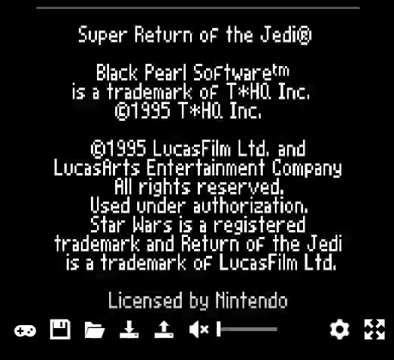 Super Return of the Jedi®
Black Pearl Software™
is a trademark of T*HQ Inc.
©1995 T*HQ Inc.
©1995 LucasFilm Ltd. and
LucasArts Entertainment Company
All rights reserved.
Used under authorization.
Star Wars is a registered
trademark and Return of the Jedi
is a trademark of LucasFilm Ltd.
Licensed by Nintendo